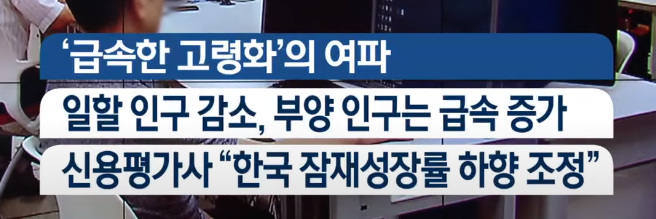 ‘급속한 고령화’의 여파
일할 인구 감소, 부양 인구는 급속 증가
신용평가사 “한국 잠재성장률 하향 조정”